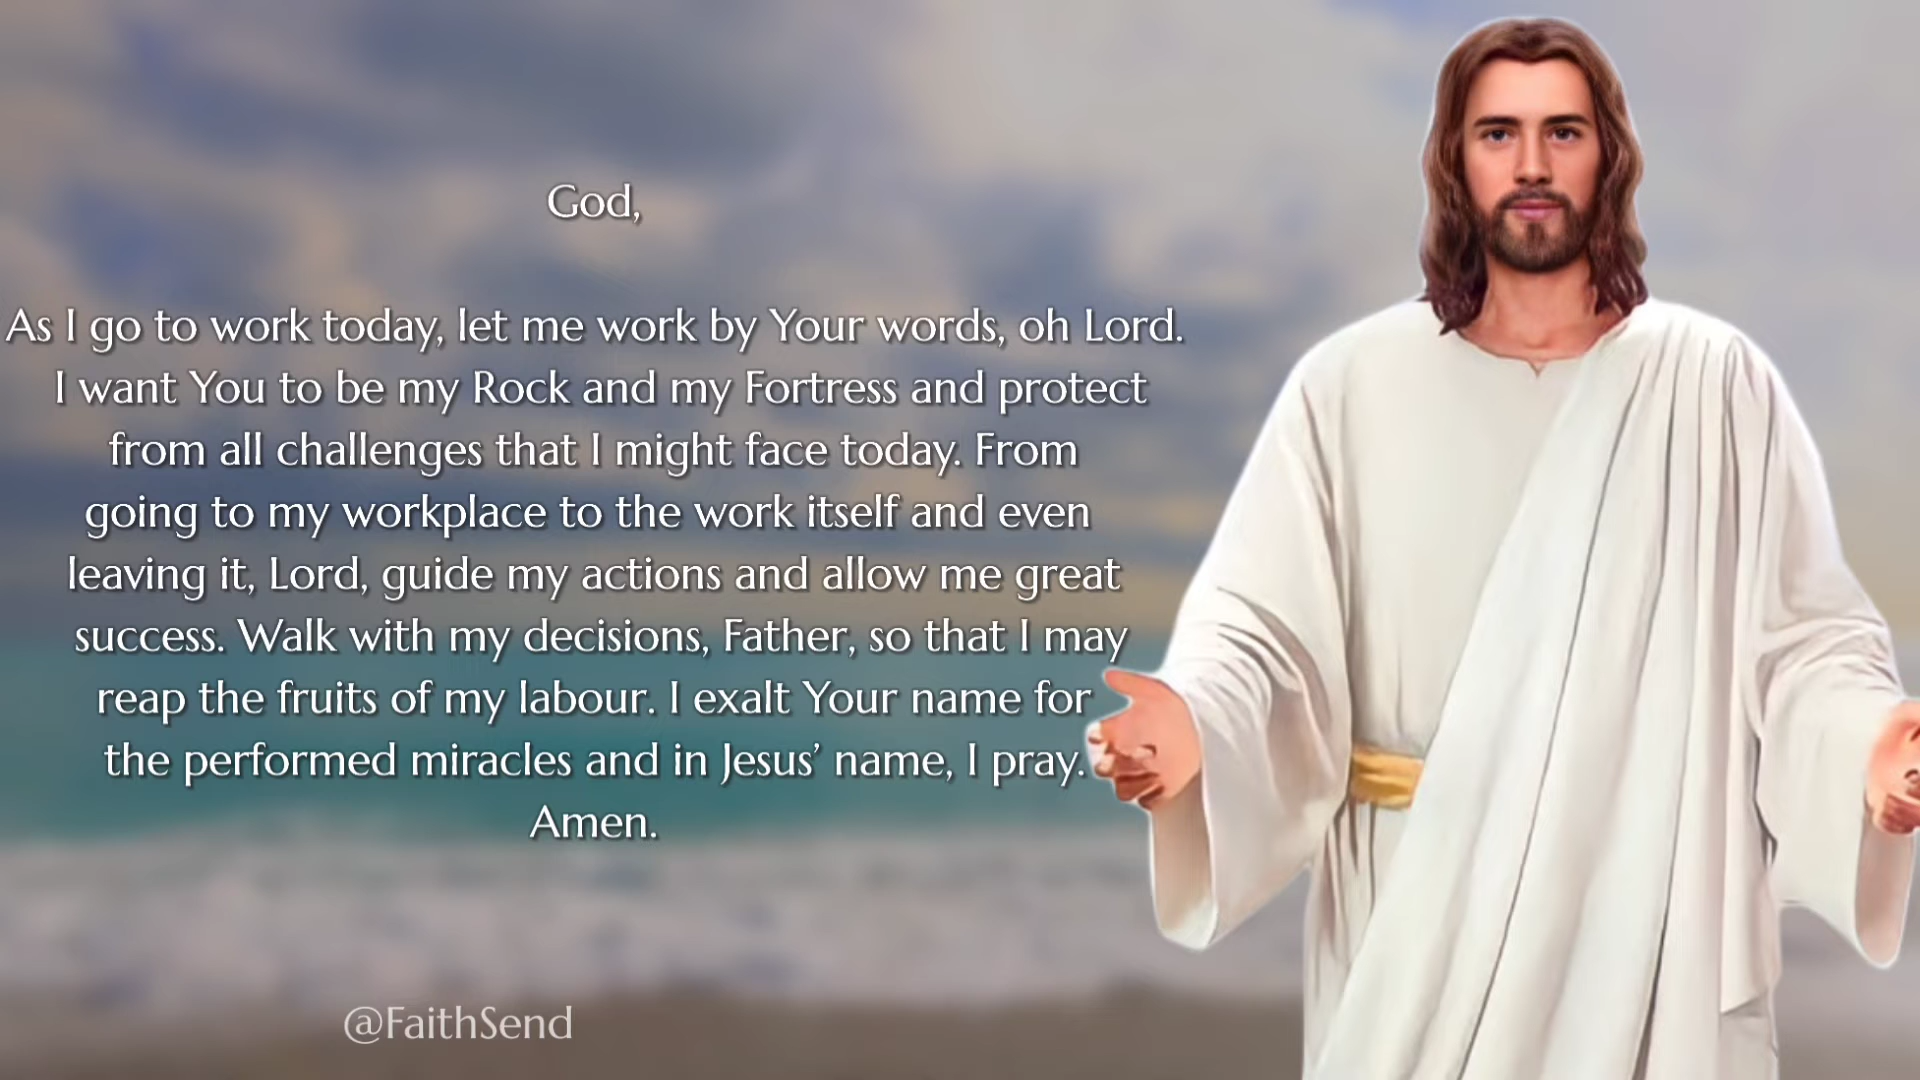 God,
As I go to work today, let me work by Your words, oh Lord.
I want You to be my Rock and my Fortress and protect
from all challenges that I might face today. From
going to my workplace to the work itself and even
leaving it, Lord, guide my actions and allow me great
success. Walk with my decisions, Father, so that I may
reap the fruits of my labour. I exalt Your name for
the performed miracles and in Jesus’ name, I pray.
Amen.
@FaithSend